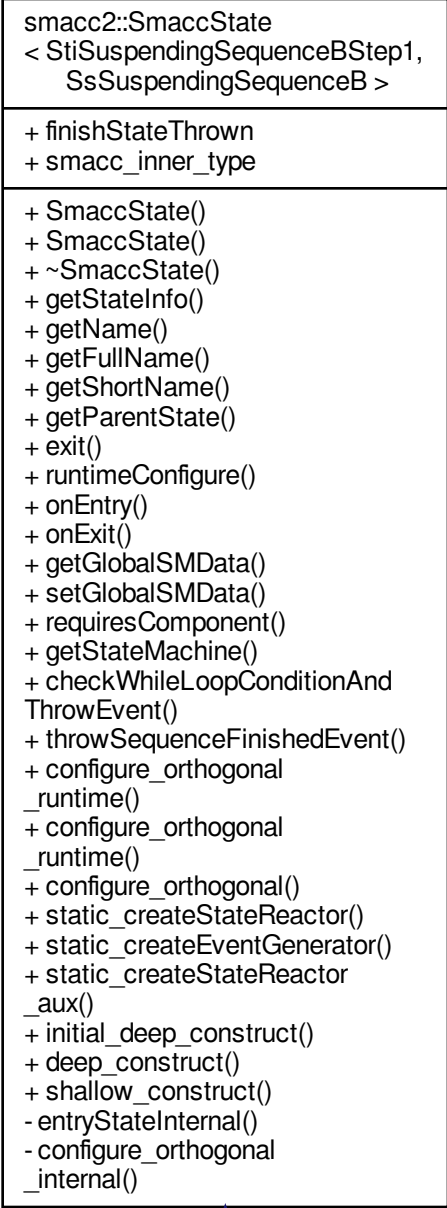 smacc2::SmaccState
< StiSuspendingSequenceBStep1,
SsSuspendingSequenceB >
+ finishStateThrown
+ smacc_inner_type
+ SmaccState()
+ SmaccState()
+ ~SmaccState()
+ getStateInfo()
+ getName()
+ getFullName()
+ getShortName()
+ getParentState()
+ exit()
+ runtimeConfigure()
+ onEntry()
+ onExit()
+ getGlobalSMData()
+ setGlobalSMData()
+ requiresComponent()
+ getStateMachine()
+ checkWhileLoopConditionAnd
ThrowEvent()
+ throwSequenceFinishedEvent()
+ configure_orthogonal
_runtime()
+ configure_orthogonal
_runtime()
+ configure_orthogonal()
+ static_createStateReactor()
+ static_createEventGenerator()
+ static_createStateReactor
_aux()
+ initial_deep_construct()
+ deep_construct()
+ shallow_construct()
- entryStateInternal()
- configure_orthogonal
_internal()